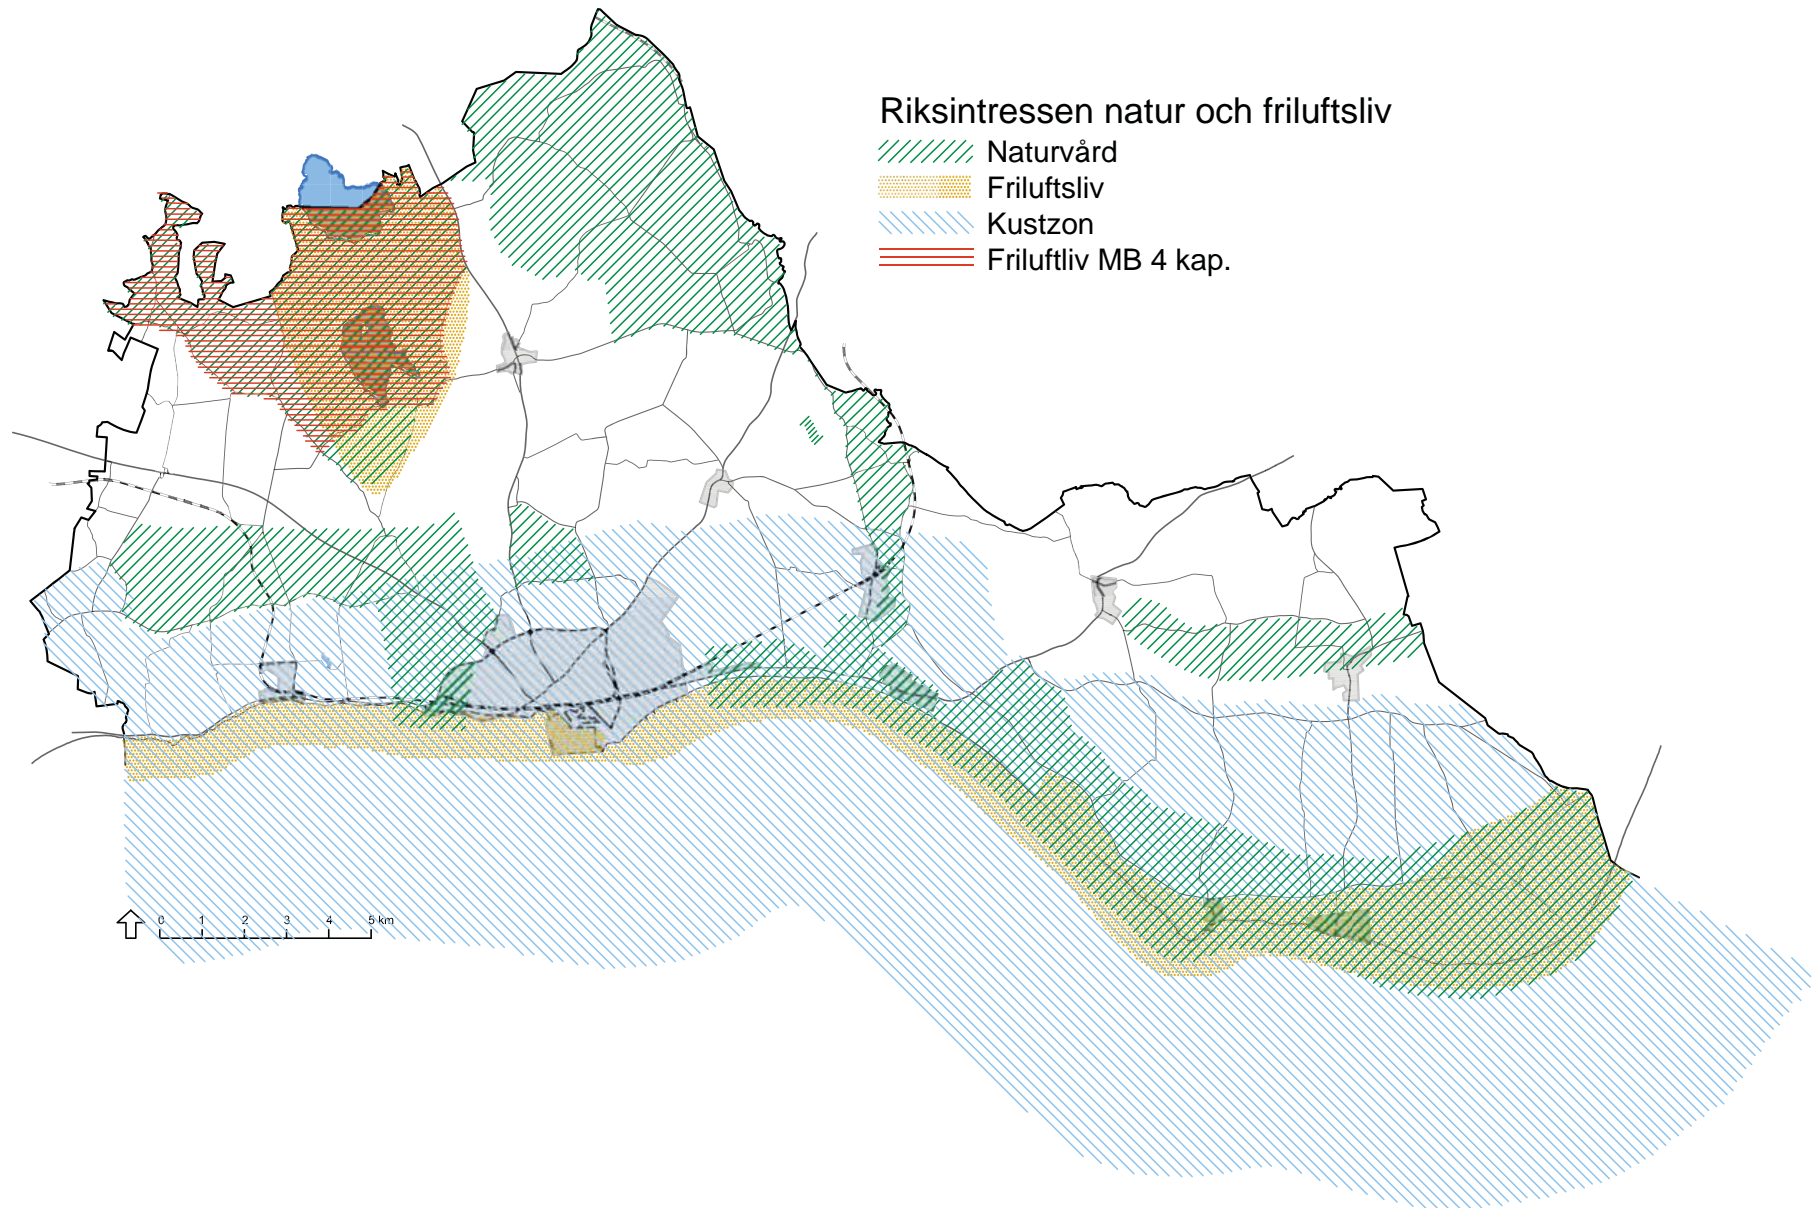 Riksintressen natur och friluftsliv
Naturvård
Friluftsliv
Kustzon
Friluftliv MB 4 kap.
0 1 2 3 4 5 km